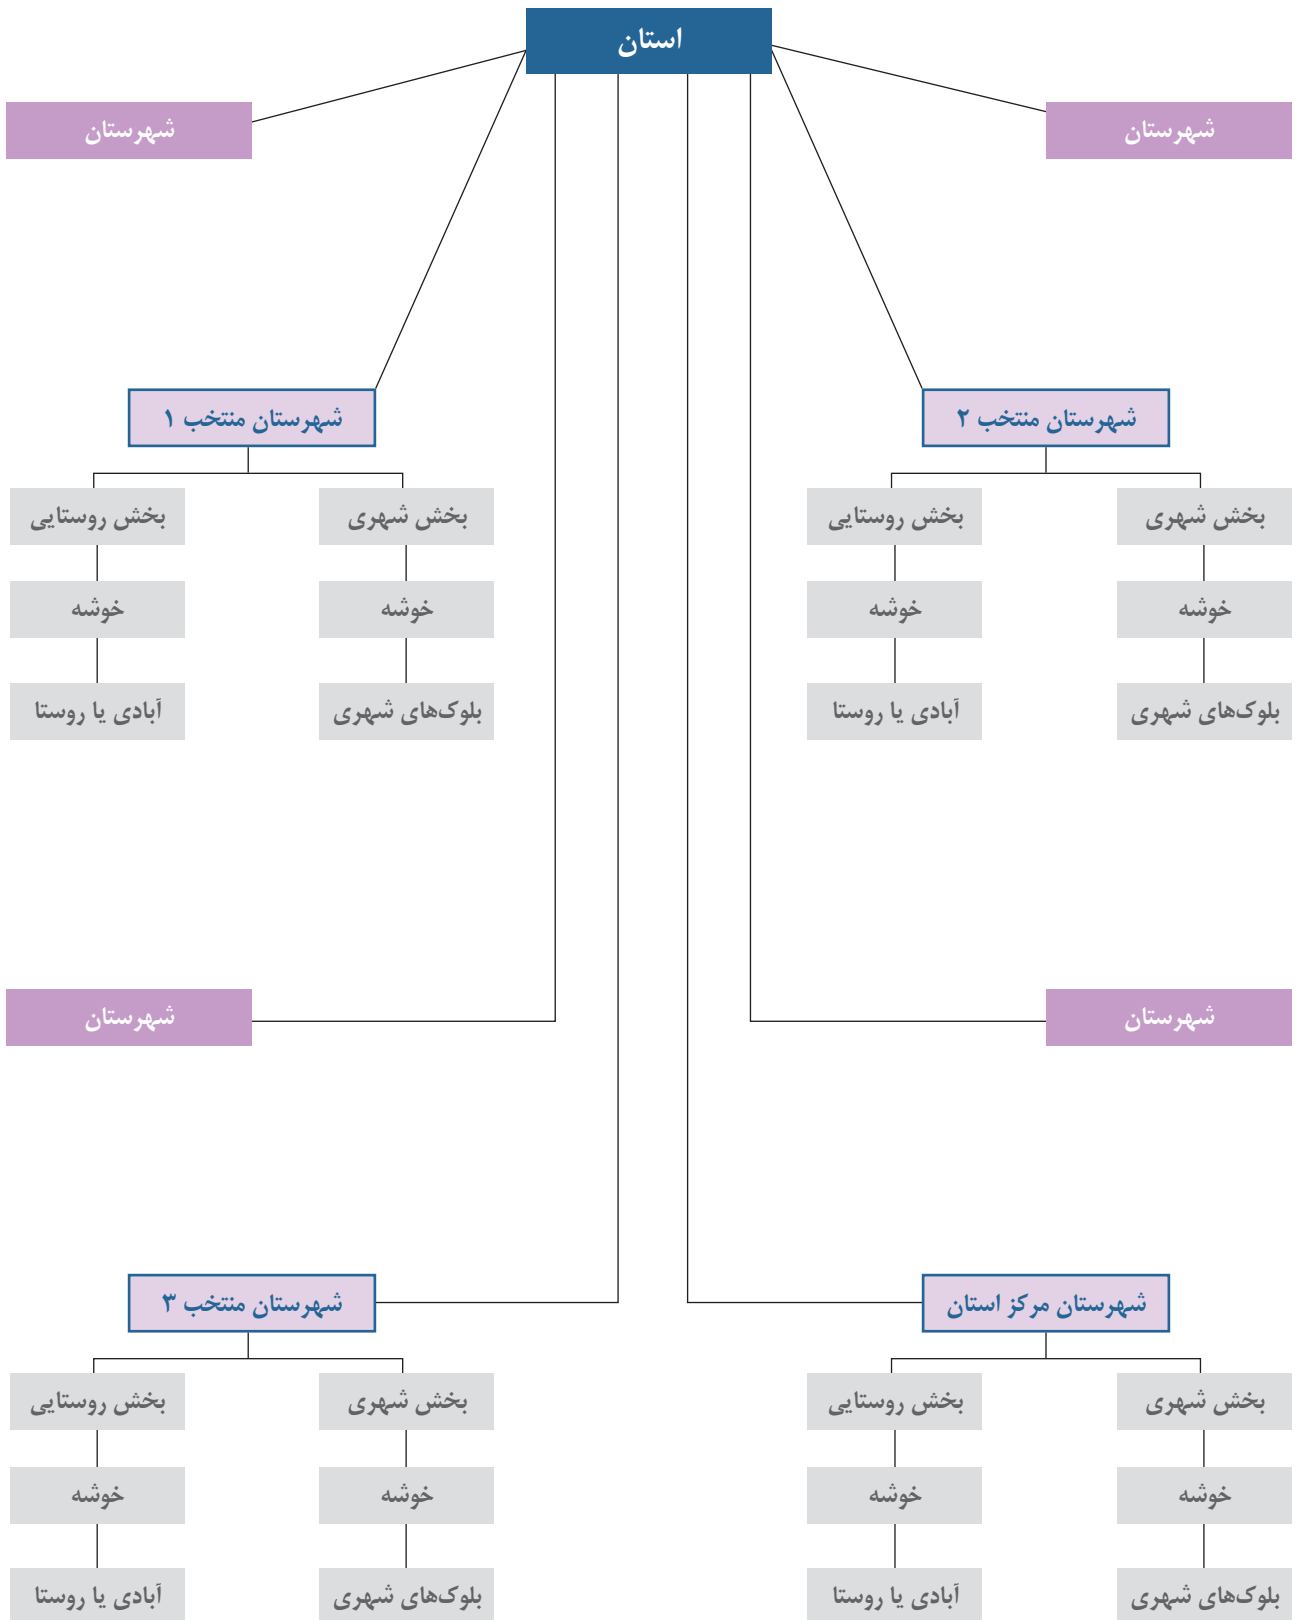 استان
شهرستان
شهرستان
شهرستان منتخب ۲
شهرستان منتخب ۱
بخش شهری
بخش روستایی
بخش شهری
بخش روستایی
خوشه
خوشه
خوشه
خوشه
بلوک‌های شهری
آبادی یا روستا
بلوک‌های شهری
آبادی یا روستا
شهرستان
شهرستان
شهرستان مرکز استان
شهرستان منتخب ۳
بخش شهری
بخش روستایی
بخش شهری
بخش روستایی
خوشه
خوشه
خوشه
خوشه
بلوک‌های شهری
آبادی یا روستا
بلوک‌های شهری
آبادی یا روستا